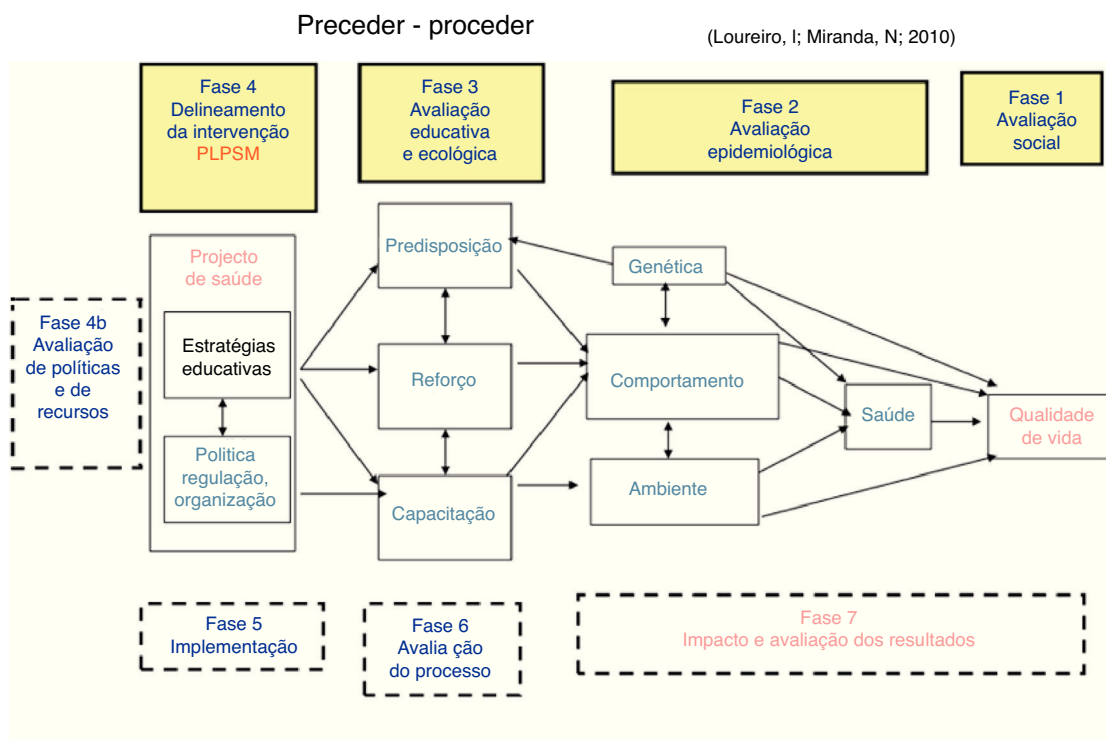 Preceder - proceder
(Loureiro, I; Miranda, N; 2010)
Fase 4
Delineamento
da intervenção
PLPSM
Fase 3
Avaliação
educativa
e ecológica
Fase 2
Avaliação
epidemiológica
Fase 1
Avaliação
social
Projecto
de saúde
Estratégias
educativas
Politica
regulação,
organização
Fase 4b
Avaliação
de políticas
e de
recursos
Predisposição
Reforço
Capacitação
Genética
Comportamento
Ambiente
Saúde
Qualidade
de vida
Fase 5
Implementação
Fase 6
Avalia ção
do processo
Fase 7
Impacto e avaliação dos resultados